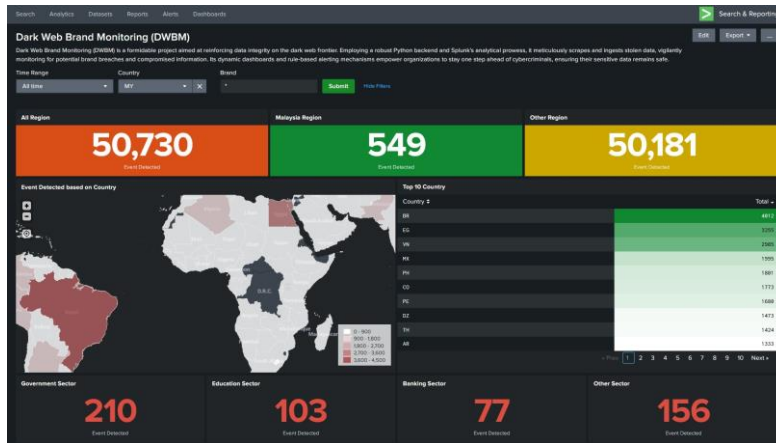 Search Analytics Datasets Reports Alerts Dashboards
Search & Reportin
Dark Web Brand Monitoring (DWBM)
Edit Export ...
Dark Web Brand Monitoring (DWBM) is a formidable project aimed at reinforcing data integrity on the dark web frontier. Employing a robust Python backend and Splunk's analytical prowess, it meticulously scrapes and ingests stolen data, vigilently
monitoring for potential brand breaches and compromised information. Its dynamic dashboards and rule-based alerting mechanisms empower organizations to stay one step ahead of cybercriminals, ensuring their sensitive data remains safe.
Time Range Country Brand
All time MY * Submit Hide Filters
All Region Malaysia Region Other Region
50,730 549 50,181
Event Detected Event Detected Event Detected
Event Detected based on Country
D.R.C
0 - 900
900 - 1,800
1,800 - 2,700
2,700 - 3,600
3,600 - 4,500
Top 10 Country
Country Total
BR 4812
EG 3255
VN 2565
MX 1995
PH 1881
CO 1773
PE 1688
DZ 1473
TH 1424
AR 1333
« Prev 1 2 3 4 5 6 7 8 9 10 Next »
Government Sector Education Sector Banking Sector Other Sector
210 103 77 156
Event Detected Event Detected Event Detected Event Detected